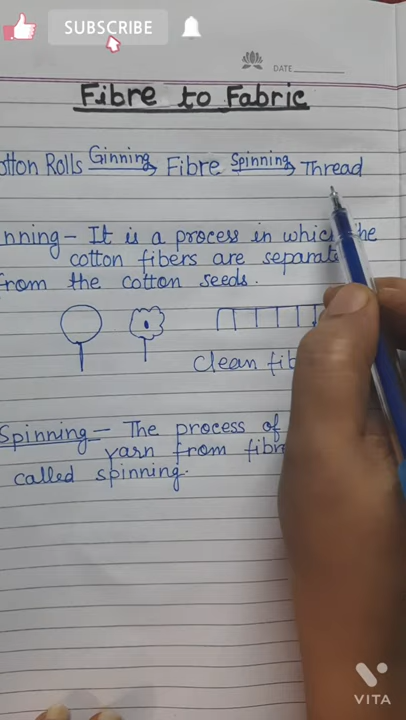 SUBSCRIBE
DATE
Fibre to Fabric
otton Rolls Ginning Fibre Spinning Thread
nning - It is a process in which the
cotton fibers are separate
from the cotton seeds.
clean fib
Spinning - The process of
yarn from fibre
called spinning.
VITA